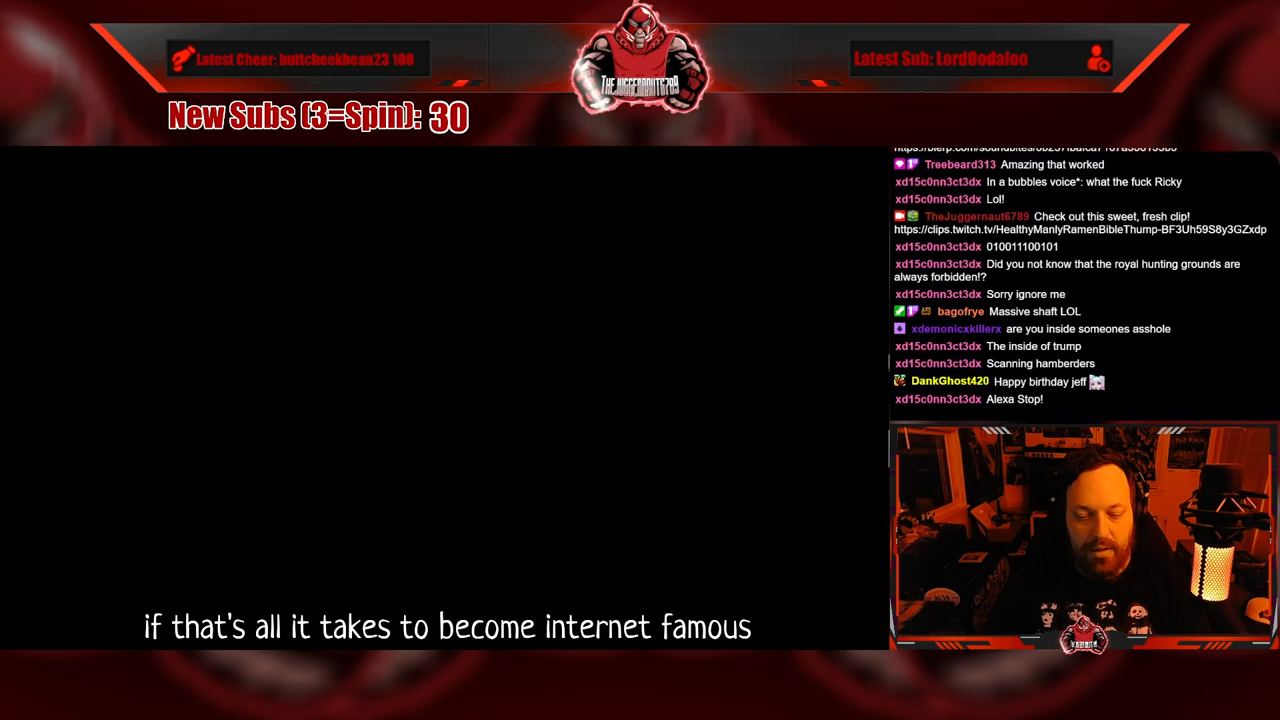 Latest Cheer: buttcheekbeau23 100
THEJUGGERNAUT6789
Latest Sub: LordOodaloo
New Subs (3=Spin): 30
Treebeard313 Amazing that worked
xd15c0nn3ct3dx In a bubbles voice*: what the fuck Ricky
xd15c0nn3ct3dx Lol!
TheJuggernaut6789 Check out this sweet, fresh clip!
https://clips.twitch.tv/HealthyManlyRamenBibleThump-BF3Uh59S8y3GZxdp
xd15c0nn3ct3dx 010011100101
xd15c0nn3ct3dx Did you not know that the royal hunting grounds are
always forbidden!?
xd15c0nn3ct3dx Sorry ignore me
bagofrye Massive shaft LOL
xdemonicxkillerx are you inside someones asshole
xd15c0nn3ct3dx The inside of trump
xd15c0nn3ct3dx Scanning hamberders
DankGhost420 Happy birthday jeff
xd15c0nn3ct3dx Alexa Stop!
if that's all it takes to become internet famous